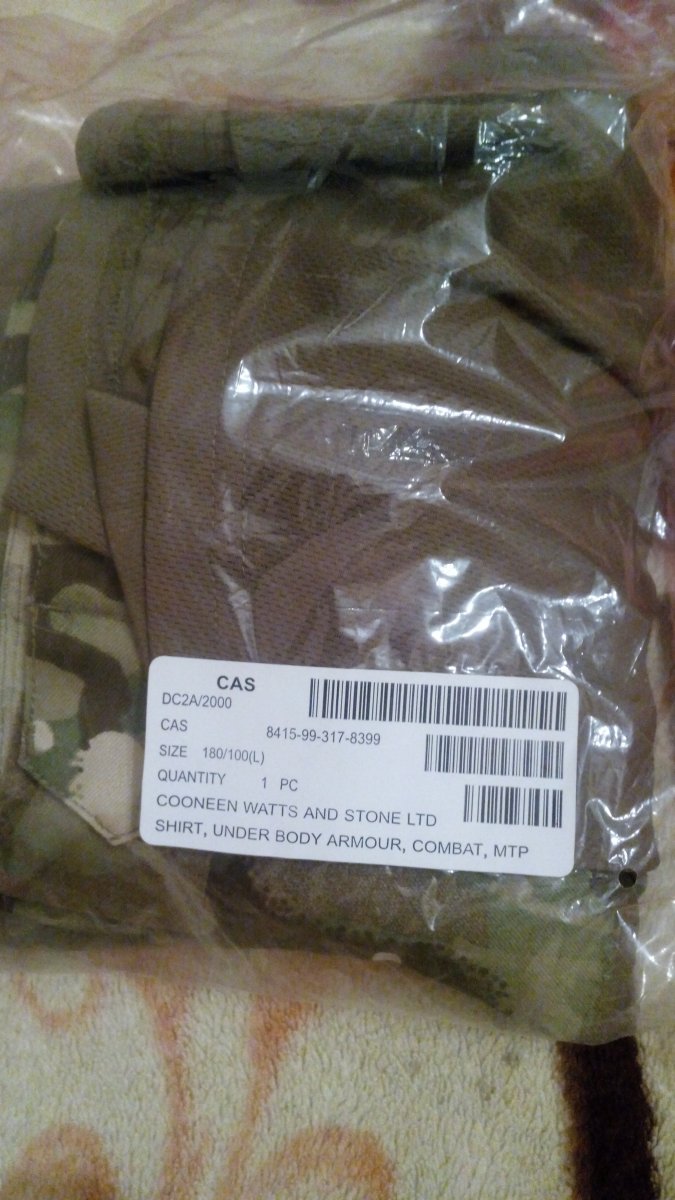 CAS
DC2A/2000
CAS 8415-99-317-8399
SIZE 180/100(L)
QUANTITY 1 PC
COONEEN WATTS AND STONE LTD
SHIRT, UNDER BODY ARMOUR, COMBAT, MTP